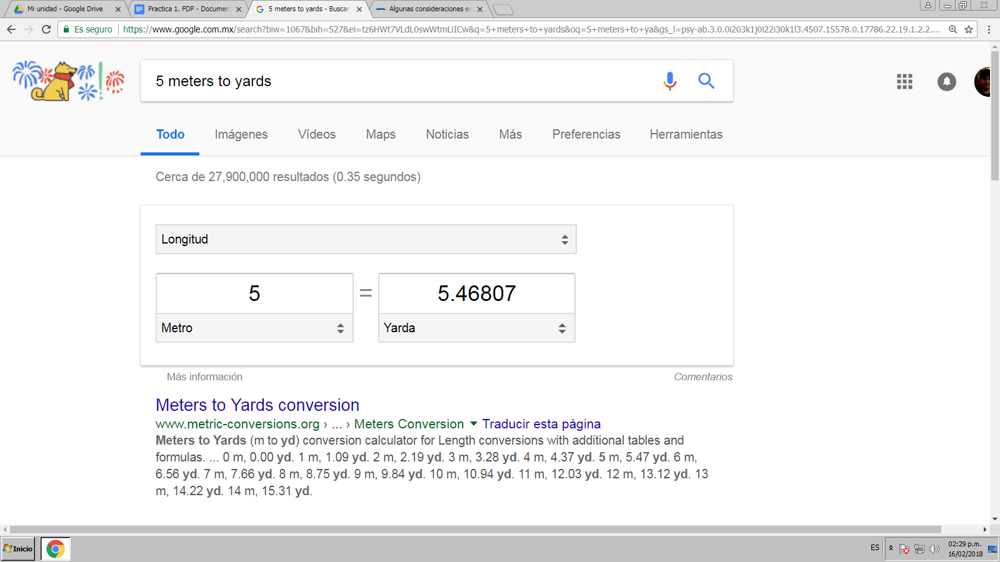 Mi unidad - Google Drive
Practica 1. FDP - Document
5 meters to yards - Buscar
Algunas consideraciones en
Es seguro
https://www.google.com.mx/search?biw=1067&bih=527&ei=tz6HWt7VLdL0swWtmLiICw&q=5+meters+to+yards&oq=5+meters+to+ya&gs_l=psy-ab.3.0.0i203k1j0i22i30k1l3.4507.15578.0.17786.22.19.1.2.2....
5 meters to yards
Todo Imágenes Vídeos Maps Noticias Más Preferencias Herramientas
Cerca de 27,900,000 resultados (0.35 segundos)
Longitud
5 = 5.46807
Metro Yarda
Más información Comentarios
Meters to Yards conversion
www.metric-conversions.org › ... › Meters Conversion ▼ Traducir esta página
Meters to Yards (m to yd) conversion calculator for Length conversions with additional tables and
formulas. ... 0 m, 0.00 yd. 1 m, 1.09 yd. 2 m, 2.19 yd. 3 m, 3.28 yd. 4 m, 4.37 yd. 5 m, 5.47 yd. 6 m,
6.56 yd. 7 m, 7.66 yd. 8 m, 8.75 yd. 9 m, 9.84 yd. 10 m, 10.94 yd. 11 m, 12.03 yd. 12 m, 13.12 yd. 13
m, 14.22 yd. 14 m, 15.31 yd.
Inicio
ES
02:29 p.m.
16/02/2018